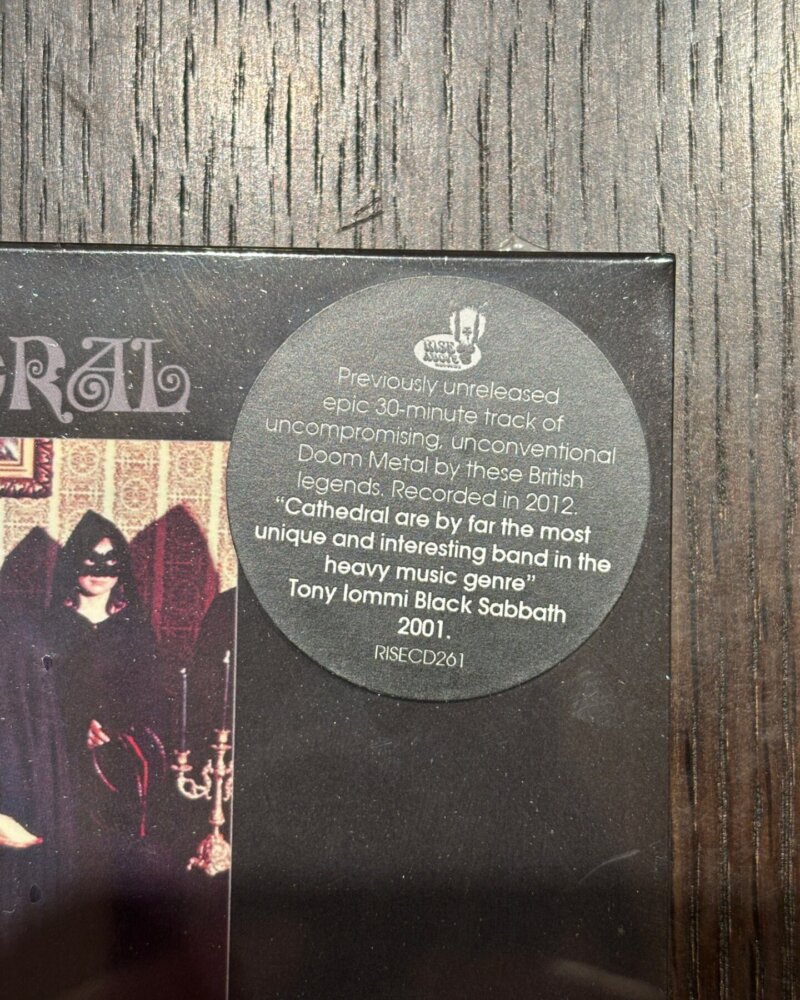 ERAL
RISE
ABOVE
Previously unreleased
epic 30-minute track of
uncompromising, unconventional
Doom Metal by these British
legends. Recorded in 2012.
“Cathedral are by far the most
unique and interesting band in the
heavy music genre”
Tony Iommi Black Sabbath
2001.
RISECD261